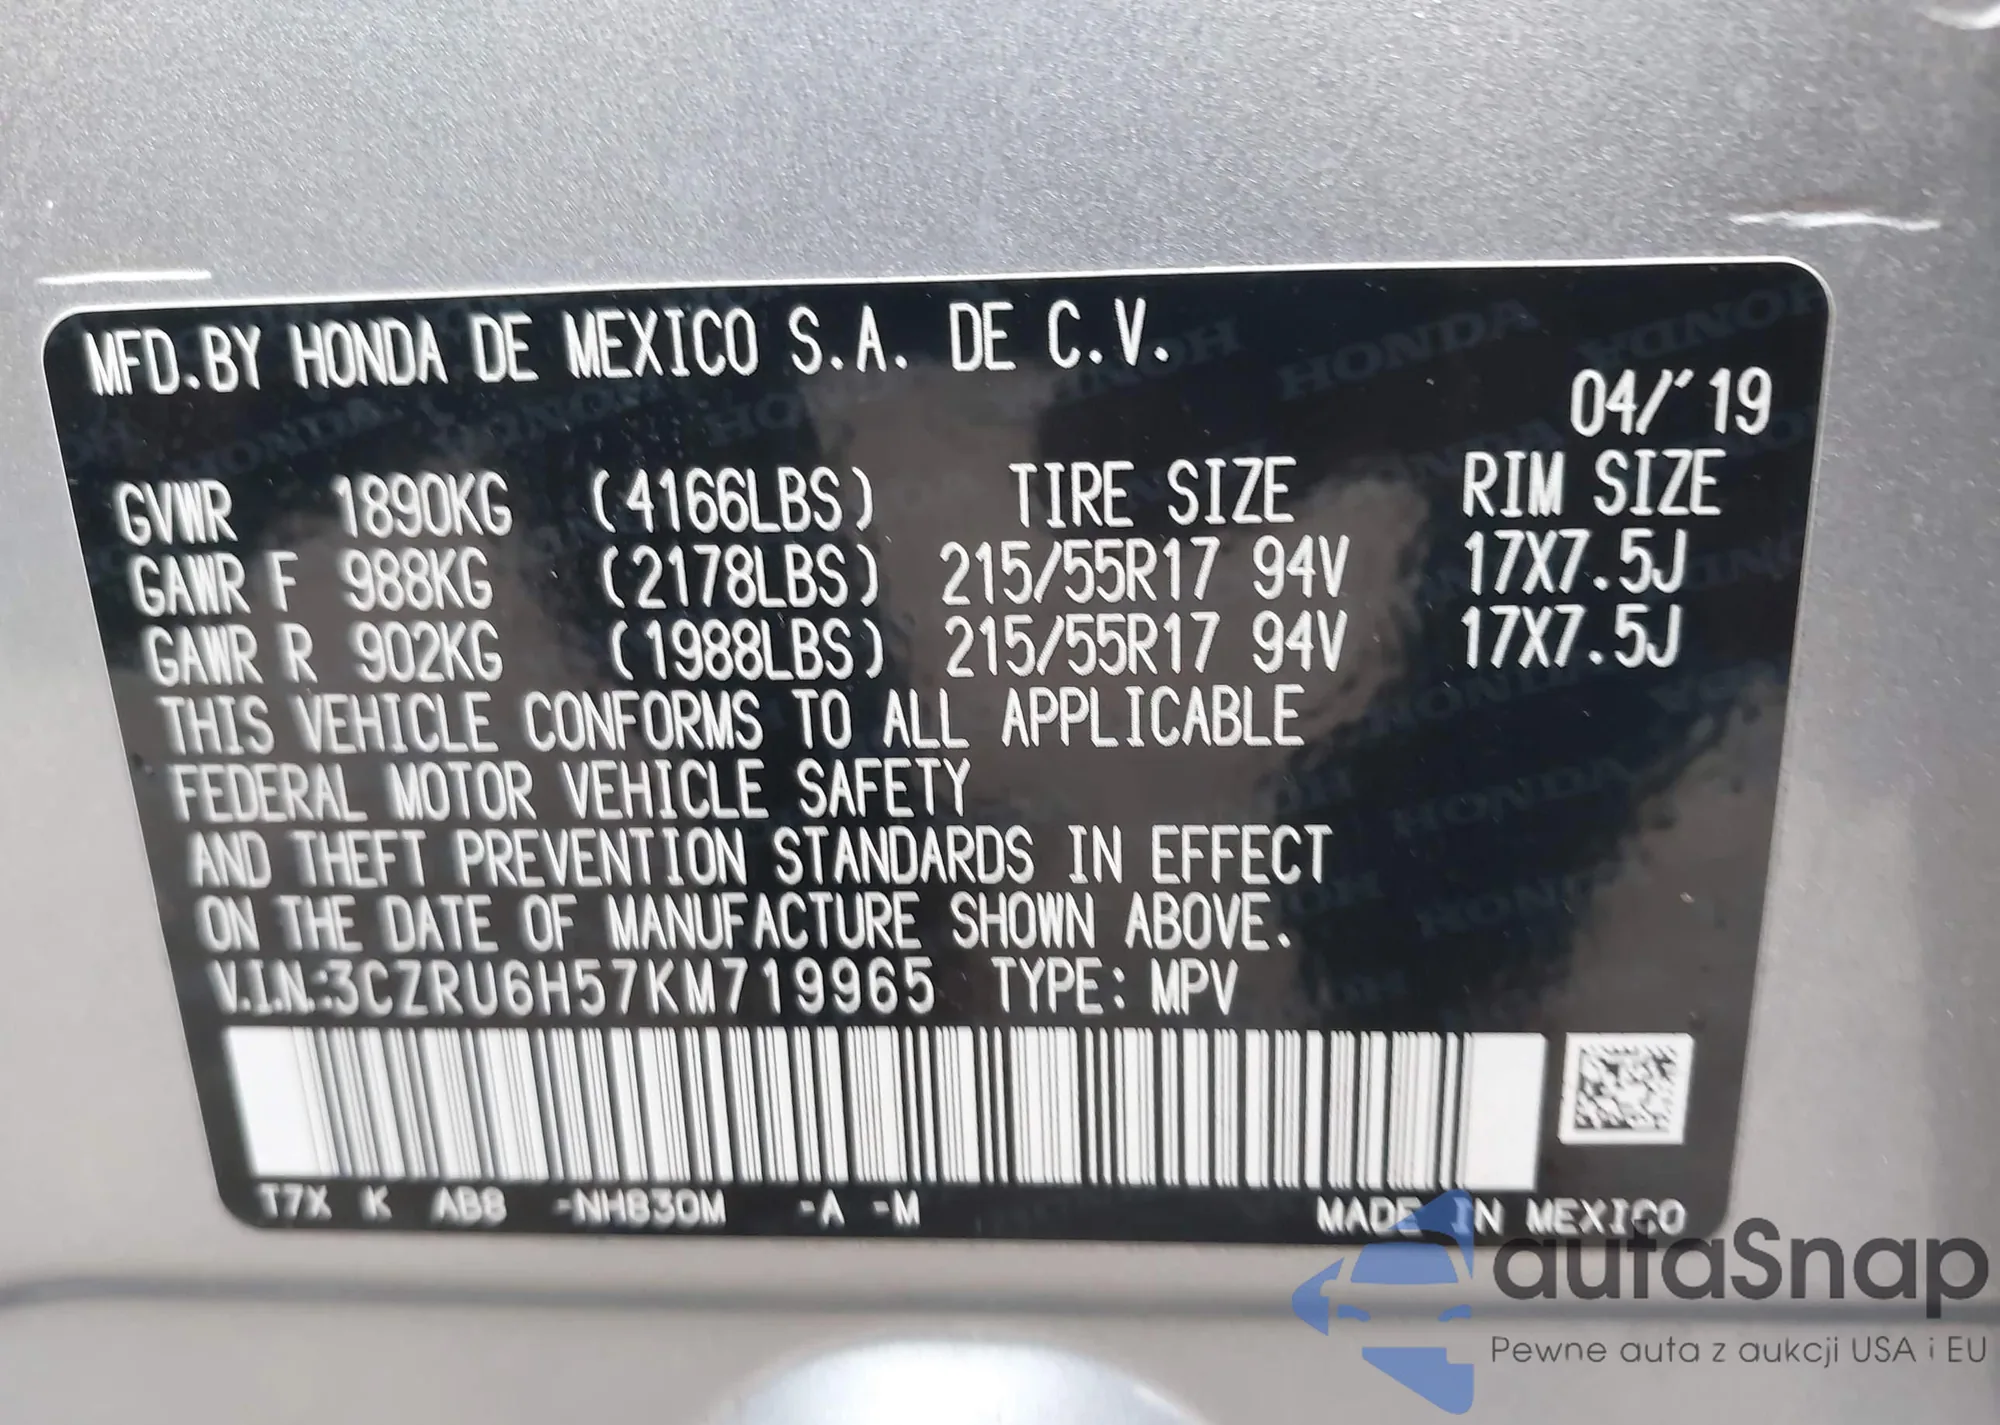 MFD.BY HONDA DE MEXICO S.A. DE C.V.
04/'19
GVWR 1890KG (4166LBS) TIRE SIZE RIM SIZE
GAWR F 988KG (2178LBS) 215/55R17 94V 17X7.5J
GAWR R 902KG (1988LBS) 215/55R17 94V 17X7.5J
THIS VEHICLE CONFORMS TO ALL APPLICABLE
FEDERAL MOTOR VEHICLE SAFETY
AND THEFT PREVENTION STANDARDS IN EFFECT
ON THE DATE OF MANUFACTURE SHOWN ABOVE.
V.I.N.:3CZRU6H57KM719965 TYPE: MPV
T7X K AB8 -NH830M -A -M MADE IN MEXICO
autaSnap
Pewne auta z aukcji USA i EU